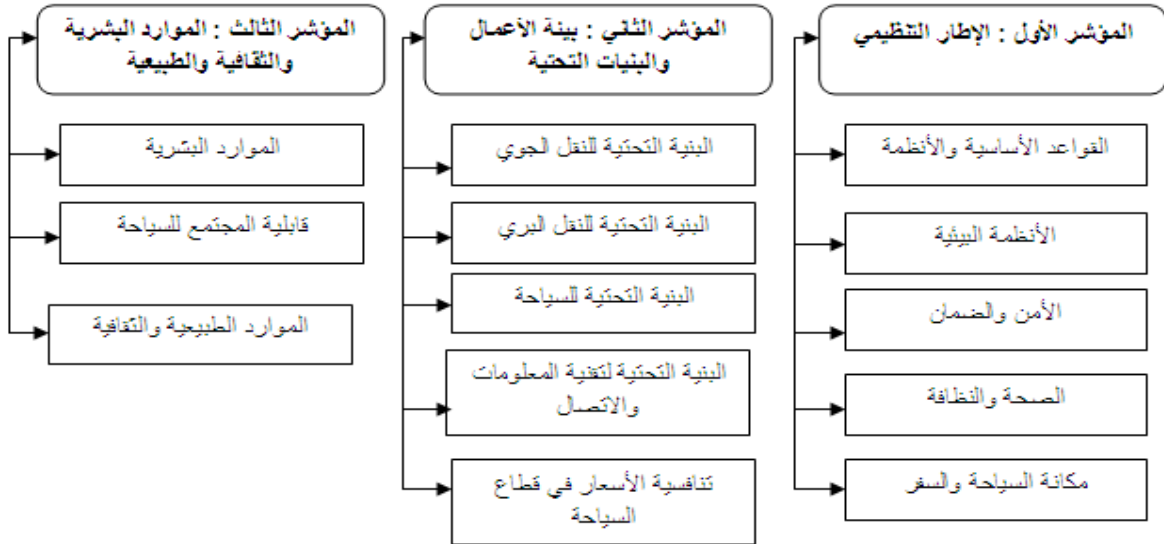 المؤشر الأول : الإطار التنظيمي
القواعد الأساسية والأنظمة
الأنظمة البيئية
الأمن والضمان
الصحة والنظافة
مكانة السياحة والسفر
المؤشر الثاني : بيئة الأعمال
والبنيات التحتية
البنية التحتية للنقل الجوي
البنية التحتية للنقل البري
البنية التحتية للسياحة
البنية التحتية لتقنية المعلومات
والاتصال
تنافسية الأسعار في قطاع
السياحة
المؤشر الثالث : الموارد البشرية
والثقافية والطبيعية
الموارد البشرية
قابلية المجتمع للسياحة
الموارد الطبيعية والثقافية